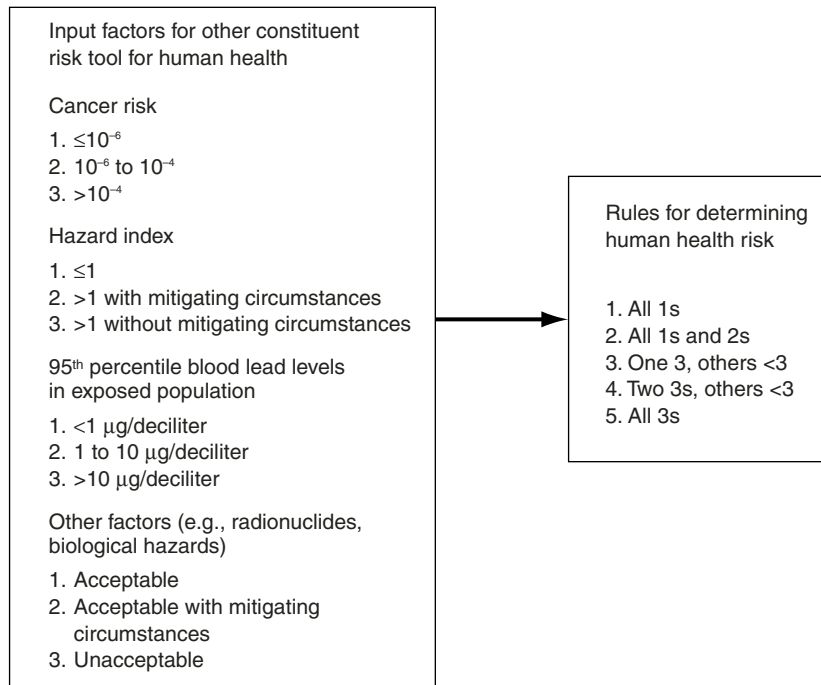 Input factors for other constituent
risk tool for human health
Cancer risk
1. ≤10⁻⁶
2. 10⁻⁶ to 10⁻⁴
3. >10⁻⁴
Hazard index
1. ≤1
2. >1 with mitigating circumstances
3. >1 without mitigating circumstances
95ᵗʰ percentile blood lead levels
in exposed population
1. <1 μg/deciliter
2. 1 to 10 μg/deciliter
3. >10 μg/deciliter
Other factors (e.g., radionuclides,
biological hazards)
1. Acceptable
2. Acceptable with mitigating
circumstances
3. Unacceptable
Rules for determining
human health risk
1. All 1s
2. All 1s and 2s
3. One 3, others <3
4. Two 3s, others <3
5. All 3s